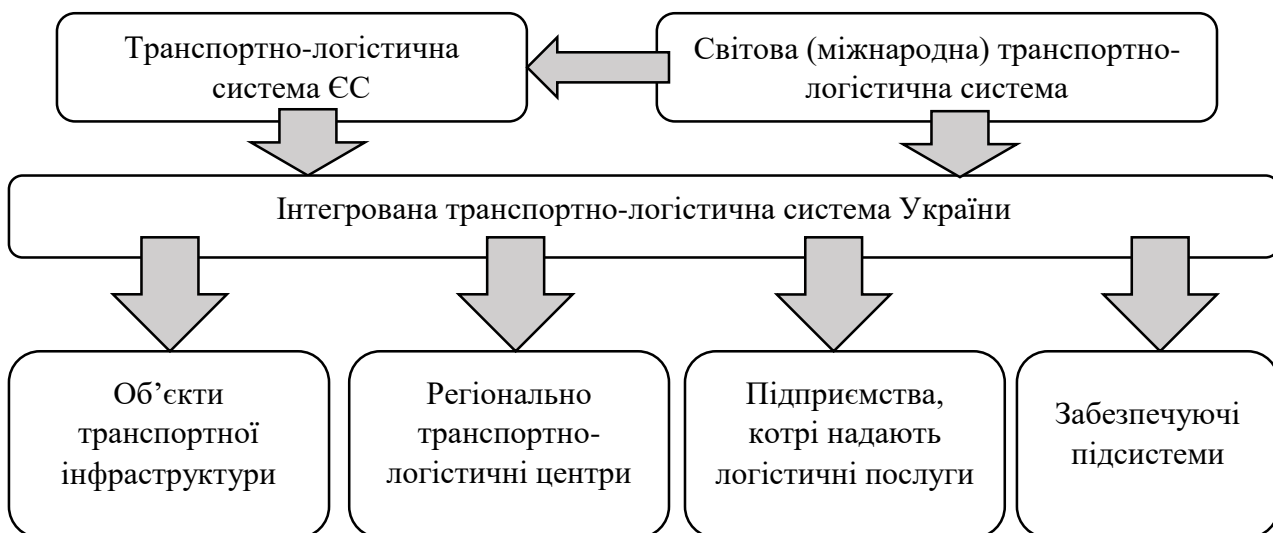 Транспортно-логістична
система ЄС
Світова (міжнародна) транспортно-
логістична система
Інтегрована транспортно-логістична система України
Об’єкти
транспортної
інфраструктури
Регіонально
транспортно-
логістичні центри
Підприємства,
котрі надають
логістичні послуги
Забезпечуючі
підсистеми